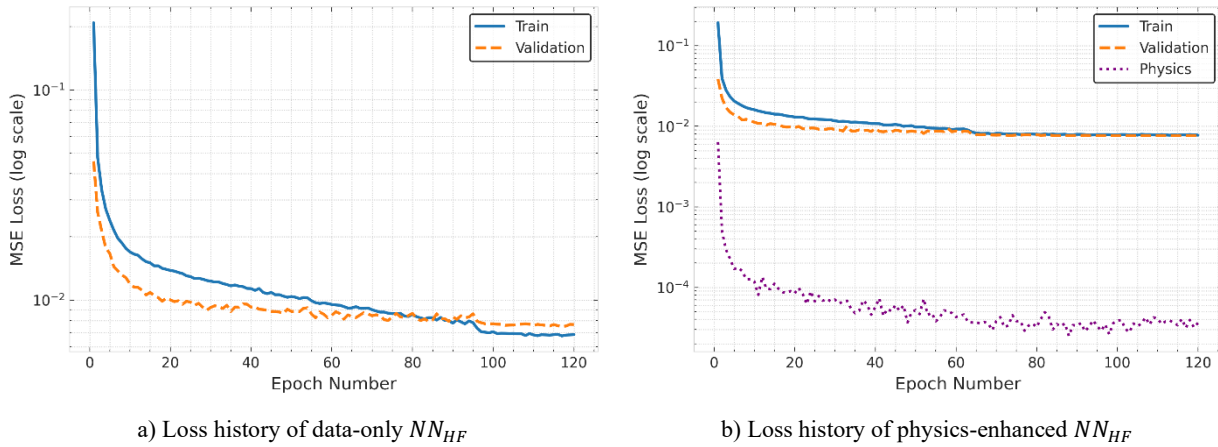 MSE Loss (log scale)
10⁻¹
10⁻²
0
20
40
60
80
100
120
Epoch Number
Train
Validation
a) Loss history of data-only NN_HF
MSE Loss (log scale)
10⁻¹
10⁻²
10⁻³
10⁻⁴
0
20
40
60
80
100
120
Epoch Number
Train
Validation
Physics
b) Loss history of physics-enhanced NN_HF